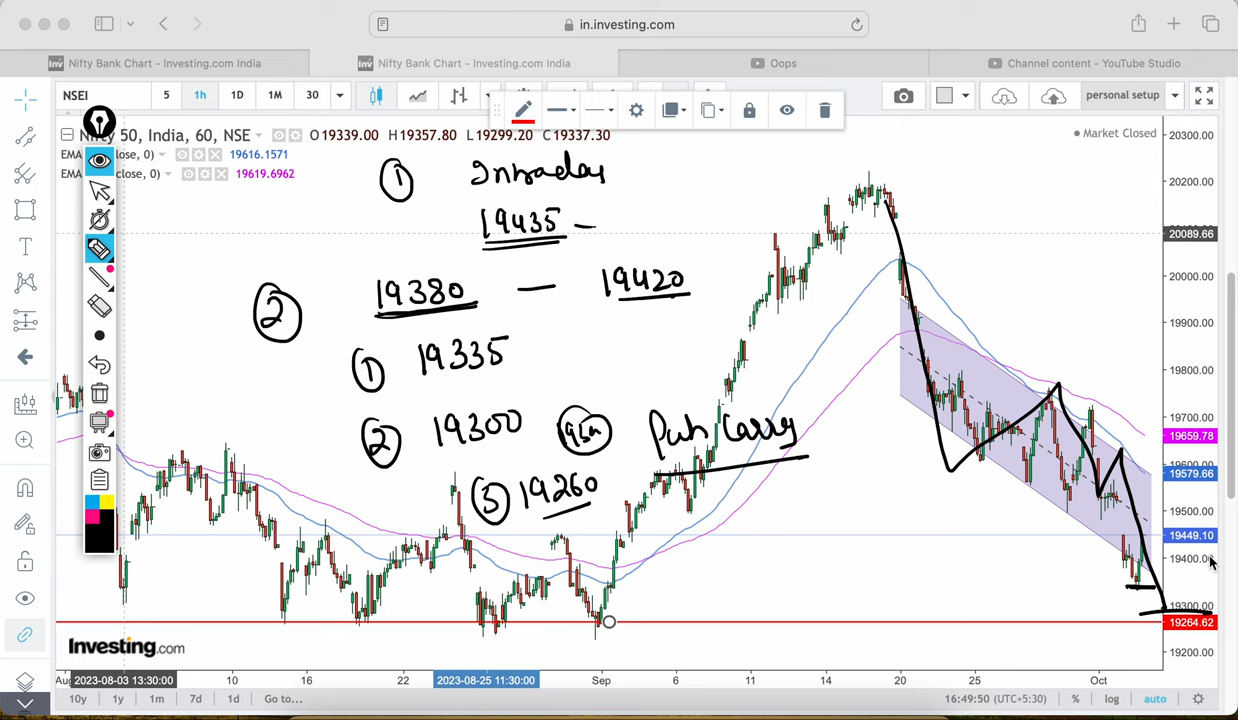 in.investing.com
Nifty Bank Chart - Investing.com India
Nifty Bank Chart - Investing.com India
Oops
Channel content - YouTube Studio
NSEI 5 1h 1D 1M 30 personal setup
Nifty 50, India, 60, NSE O19339.00 H19357.80 L19299.20 C19337.30
Market Closed
EMA close, 0) 19616.1571
EMA close, 0) 19619.6962
① Intraday
19435 -
② 19380 - 19420
① 19335
② 19300 Put Carry
19260
20300.00
20200.00
20089.66
20000.00
19900.00
19800.00
19700.00
19659.78
19600.00
19579.66
19500.00
19449.10
19400.00
19300.00
19264.62
19200.00
Investing.com
Au 2023-08-03 13:30:00 10 16 22 2023-08-25 11:30:00 Sep 6 11 14 20 25 Oct
10y 1y 1m 7d 1d Go to... 16:49:50 (UTC+5:30) % log auto